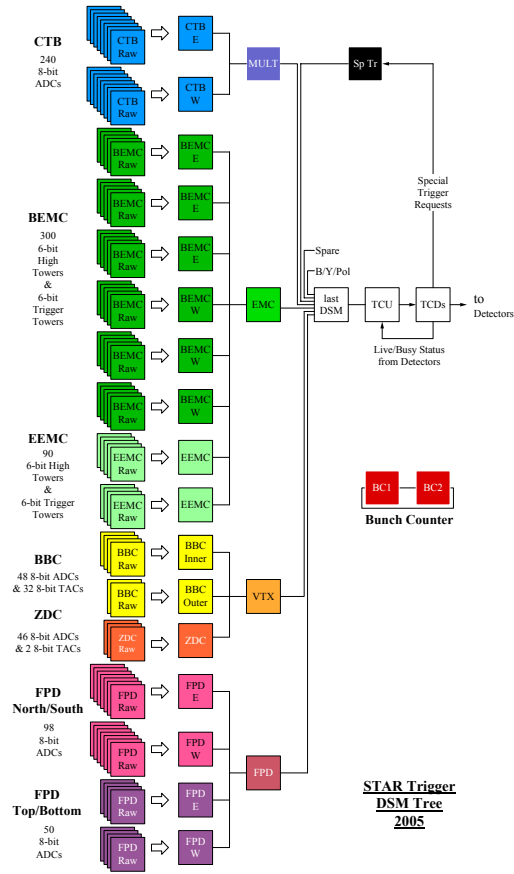 CTB
240
8-bit
ADCs
CTB
Raw
CTB
E
CTB
Raw
CTB
W
MULT
Sp Tr
Special
Trigger
Requests
BEMC
300
6-bit
High
Towers
&
6-bit
Trigger
Towers
BEMC
Raw
BEMC
E
BEMC
Raw
BEMC
E
BEMC
Raw
BEMC
E
BEMC
Raw
BEMC
W
BEMC
Raw
BEMC
W
BEMC
Raw
BEMC
W
EMC
Spare
B/Y/Pol
last
DSM
TCU
TCDs
to
Detectors
Live/Busy Status
from Detectors
EEMC
90
6-bit High
Towers
&
6-bit Trigger
Towers
EEMC
Raw
EEMC
EEMC
Raw
EEMC
BC1
BC2
Bunch Counter
BBC
48 8-bit ADCs
& 32 8-bit TACs
BBC
Raw
BBC
Inner
BBC
Raw
BBC
Outer
VTX
ZDC
46 8-bit ADCs
& 2 8-bit TACs
ZDC
Raw
ZDC
FPD
North/South
98
8-bit
ADCs
FPD
Raw
FPD
E
FPD
Raw
FPD
W
FPD
FPD
Top/Bottom
50
8-bit
ADCs
FPD
Raw
FPD
E
FPD
Raw
FPD
W
STAR Trigger
DSM Tree
2005